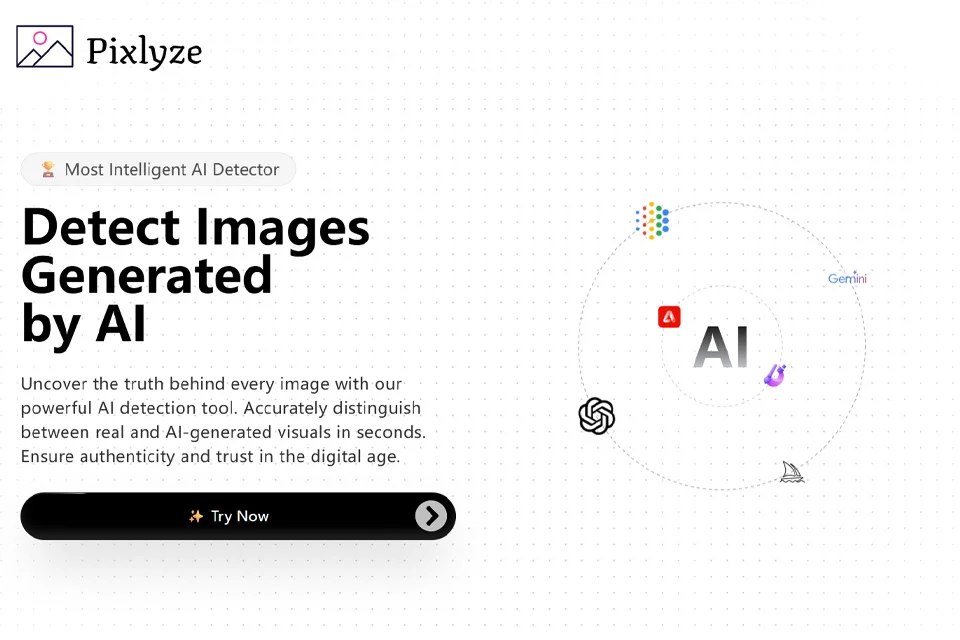 Pixlyze
Most Intelligent AI Detector
Detect Images
Generated
by AI
Uncover the truth behind every image with our
powerful AI detection tool. Accurately distinguish
between real and AI-generated visuals in seconds.
Ensure authenticity and trust in the digital age.
Try Now
Gemini
AI